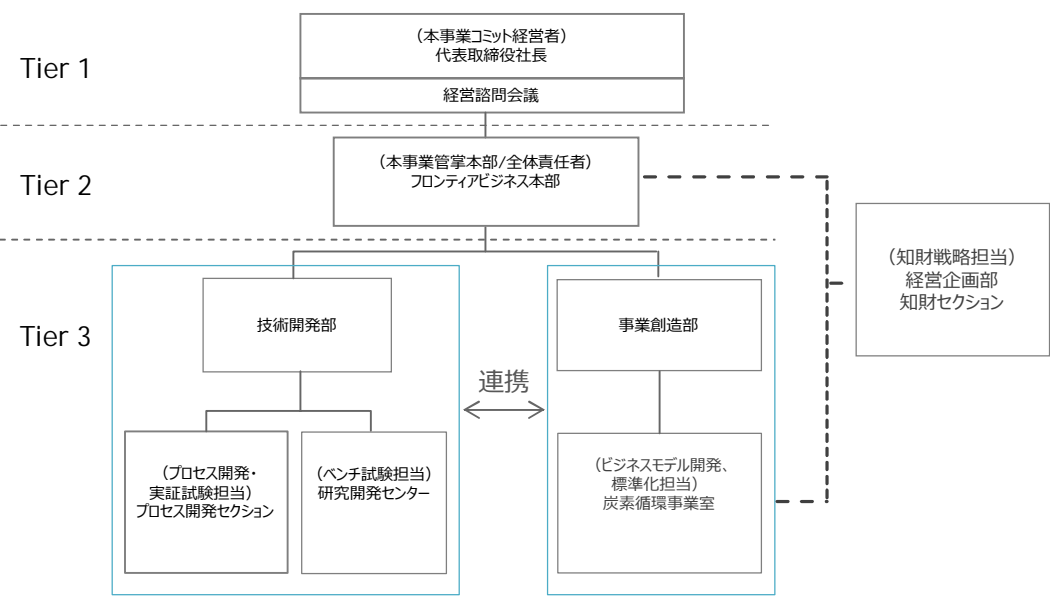 Tier 1
(本事業コミット経営者)
代表取締役社長
経営諮問会議
Tier 2
(本事業管掌本部/全体責任者)
フロンティアビジネス本部
(知財戦略担当)
経営企画部
知財セクション
Tier 3
技術開発部
事業創造部
連携
(プロセス開発・
実証試験担当)
プロセス開発セクション
(ベンチ試験担当)
研究開発センター
(ビジネスモデル開発、
標準化担当)
炭素循環事業室